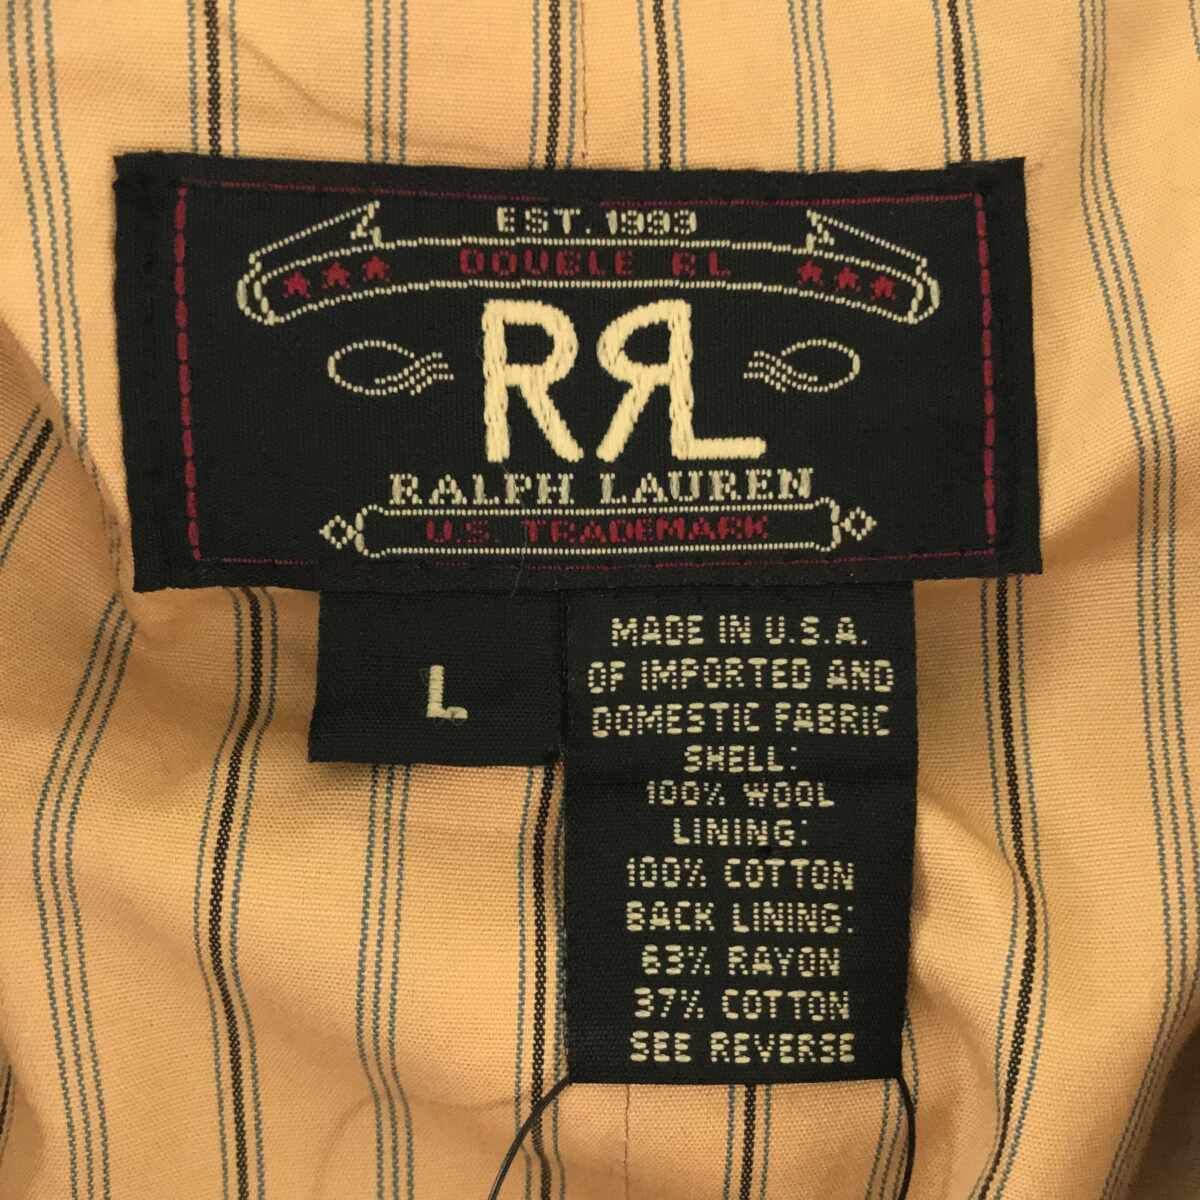 EST. 1993
DOUBLE RL
RRL
RALPH LAUREN
U.S. TRADEMARK
L
MADE IN U.S.A.
OF IMPORTED AND
DOMESTIC FABRIC
SHELL:
100% WOOL
LINING:
100% COTTON
BACK LINING:
63% RAYON
37% COTTON
SEE REVERSE